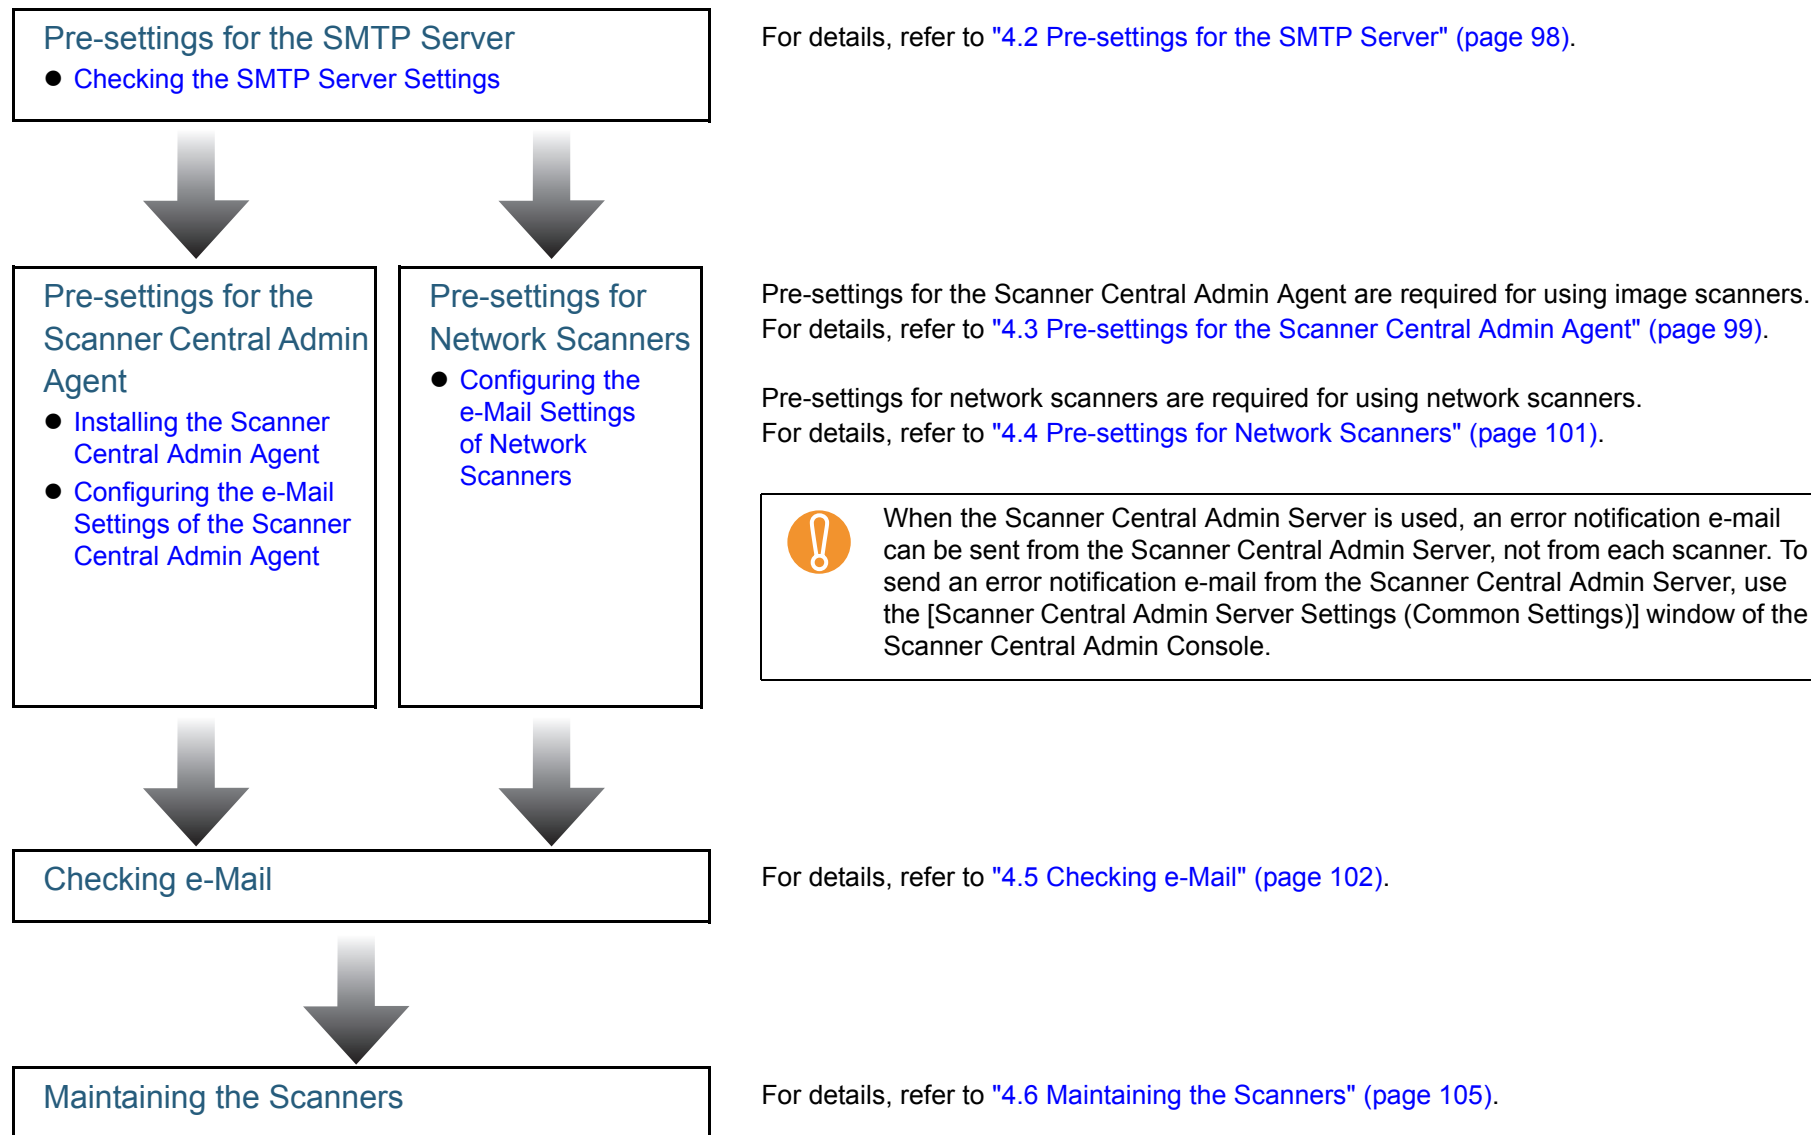 Pre-settings for the SMTP Server
● Checking the SMTP Server Settings
For details, refer to "4.2 Pre-settings for the SMTP Server" (page 98).
Pre-settings for the
Scanner Central Admin
Agent
● Installing the Scanner
Central Admin Agent
● Configuring the e-Mail
Settings of the Scanner
Central Admin Agent
Pre-settings for
Network Scanners
● Configuring the
e-Mail Settings
of Network
Scanners
Pre-settings for the Scanner Central Admin Agent are required for using image scanners.
For details, refer to "4.3 Pre-settings for the Scanner Central Admin Agent" (page 99).
Pre-settings for network scanners are required for using network scanners.
For details, refer to "4.4 Pre-settings for Network Scanners" (page 101).
When the Scanner Central Admin Server is used, an error notification e-mail
can be sent from the Scanner Central Admin Server, not from each scanner. To
send an error notification e-mail from the Scanner Central Admin Server, use
the [Scanner Central Admin Server Settings (Common Settings)] window of the
Scanner Central Admin Console.
Checking e-Mail
For details, refer to "4.5 Checking e-Mail" (page 102).
Maintaining the Scanners
For details, refer to "4.6 Maintaining the Scanners" (page 105).